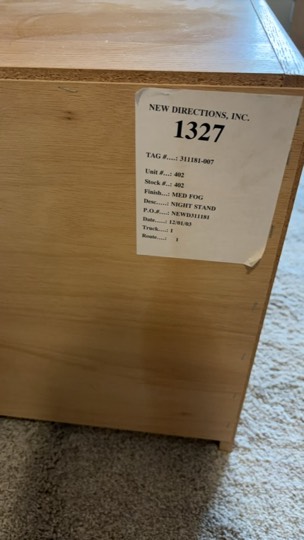 NEW DIRECTIONS, INC.
1327
TAG #....: 311181-007
Unit #...: 402
Stock #..: 402
Finish...: MED FOG
Desc.....: NIGHT STAND
P.O.#....: NEWD311181
Date.....: 12/01/03
Truck....: 1
Route....: 1